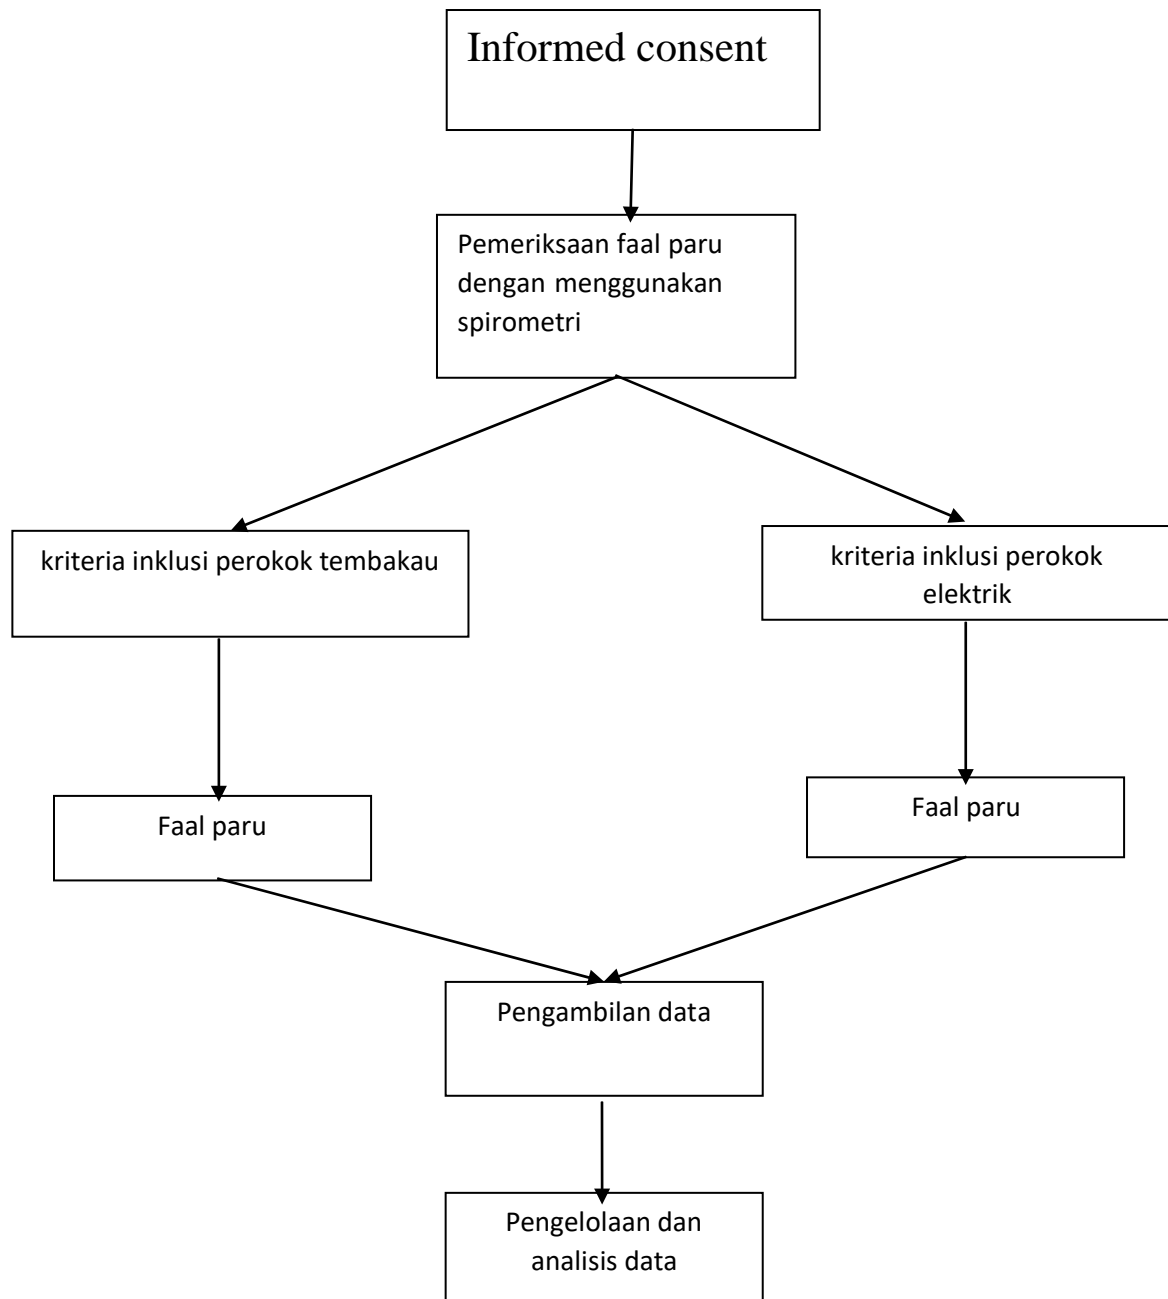 Informed consent
Pemeriksaan faal paru
dengan menggunakan
spirometri
kriteria inklusi perokok tembakau
kriteria inklusi perokok
elektrik
Faal paru
Faal paru
Pengambilan data
Pengelolaan dan
analisis data